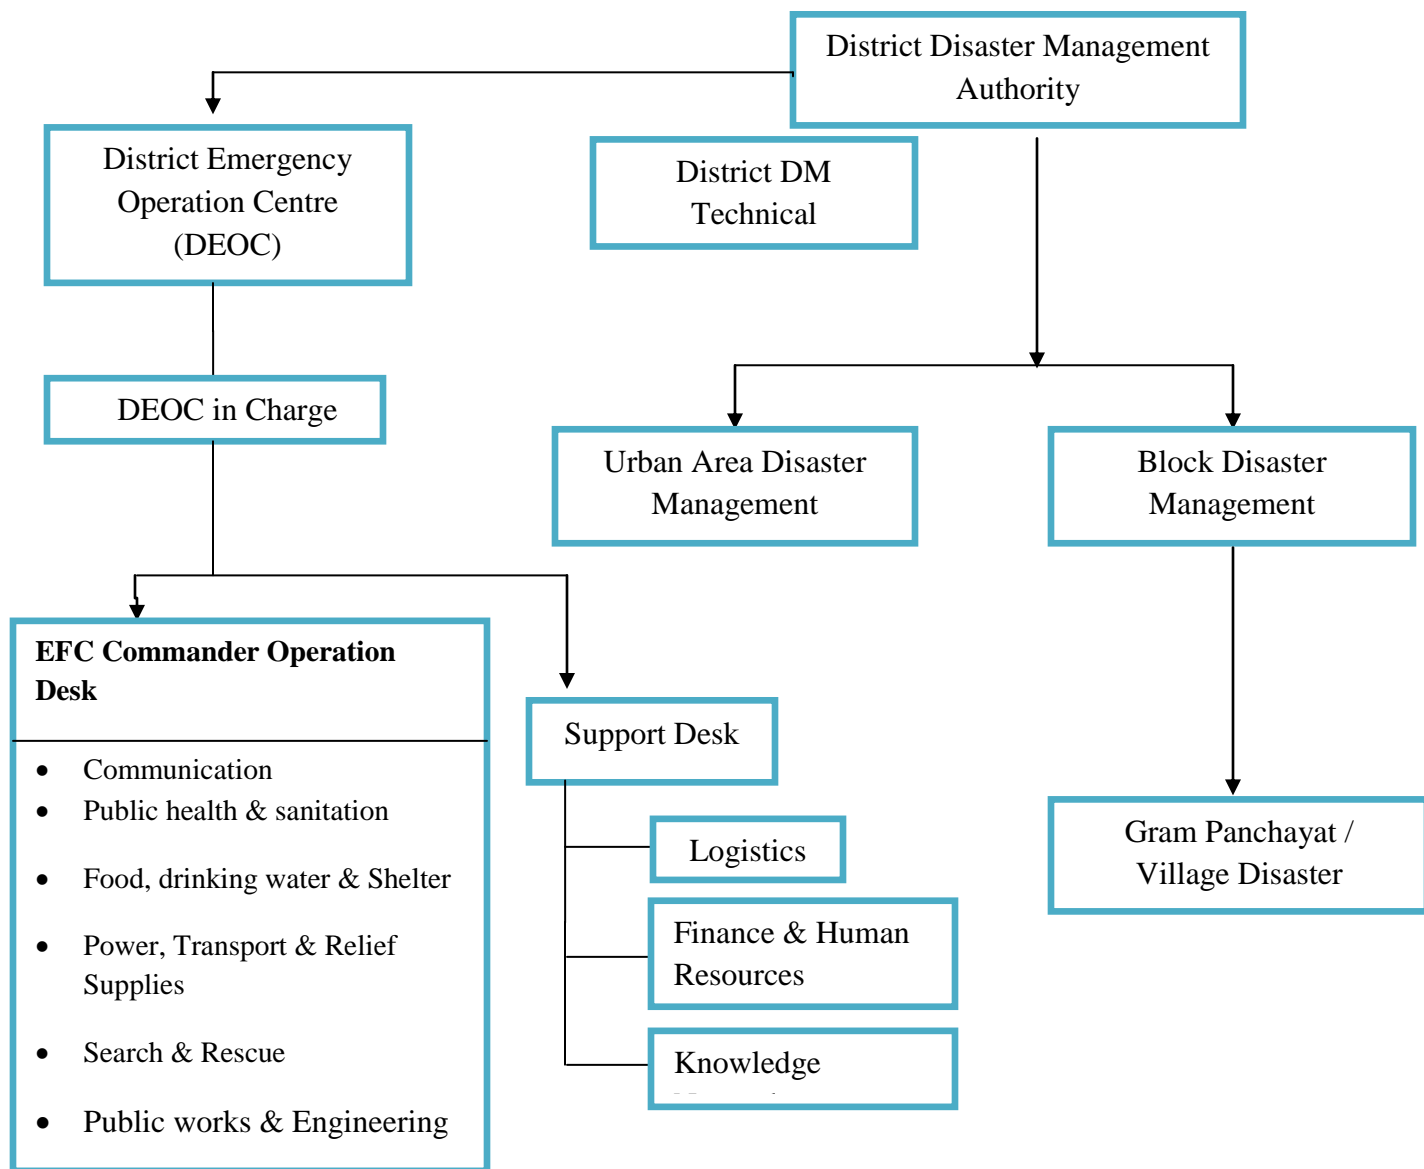 District Disaster Management
Authority
District Emergency
Operation Centre
(DEOC)
District DM
Technical
DEOC in Charge
Urban Area Disaster
Management
Block Disaster
Management
EFC Commander Operation
Desk
• Communication
• Public health & sanitation
• Food, drinking water & Shelter
• Power, Transport & Relief
Supplies
• Search & Rescue
• Public works & Engineering
Support Desk
Logistics
Finance & Human
Resources
Knowledge
Gram Panchayat /
Village Disaster